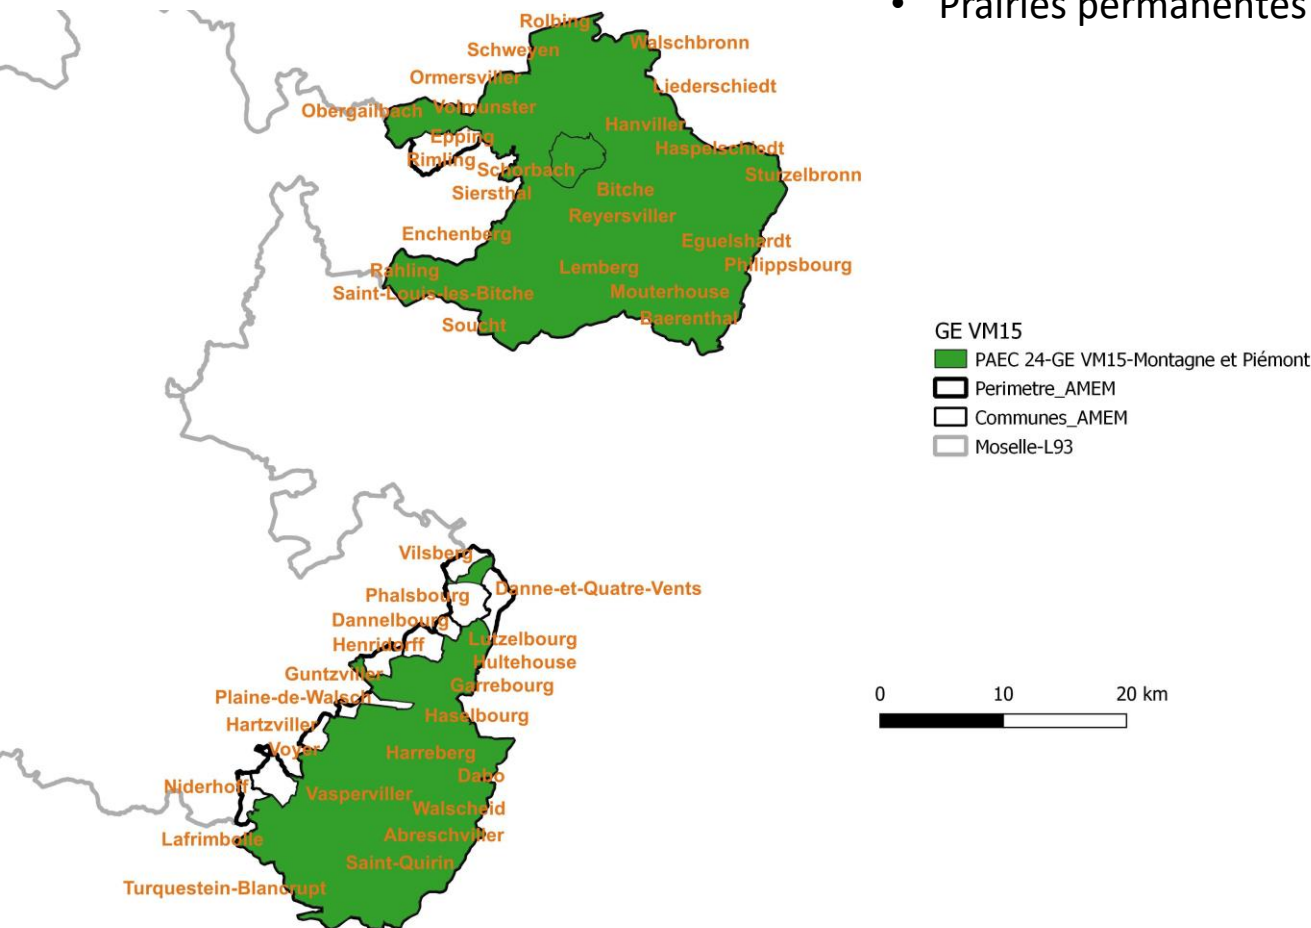 • Prairies permanentes
Rolbing
Walschbronn
Schweyen
Ormersviller
Liederschiedt
Obergailbach
Volmunster
Hanviller
Epping
Haspelschiedt
Rimling
Schorbach
Sturzelbronn
Siersthal
Bitche
Reyersviller
Enchenberg
Eguelshardt
Rahling
Lemberg
Philippsbourg
Saint-Louis-les-Bitche
Mouterhouse
Soucht
Baerenthal
GE VM15
PAEC 24-GE VM15-Montagne et Piémont
Perimetre_AMEM
Communes_AMEM
Moselle-L93
Vilsberg
Phalsbourg
Danne-et-Quatre-Vents
Dannelbourg
Henridorff
Lutzelbourg
Hultehouse
Guntzviller
Garrebourg
Plaine-de-Walsch
Haselbourg
Hartzviller
Voyer
Harreberg
Dabo
Niderhoff
Vasperviller
Walscheid
Lafrimbolle
Abreschviller
Saint-Quirin
Turquestein-Blancrupt
0 10 20 km